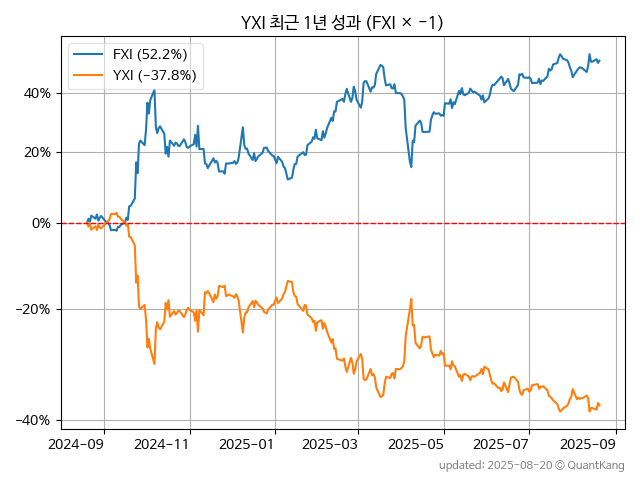 YXI 최근 1년 성과 (FXI × −1)
FXI (52.2%)
YXI (−37.8%)
40%
20%
0%
−20%
−40%
2024-09 2024-11 2025-01 2025-03 2025-05 2025-07 2025-09
updated: 2025-08-20 © QuantKang